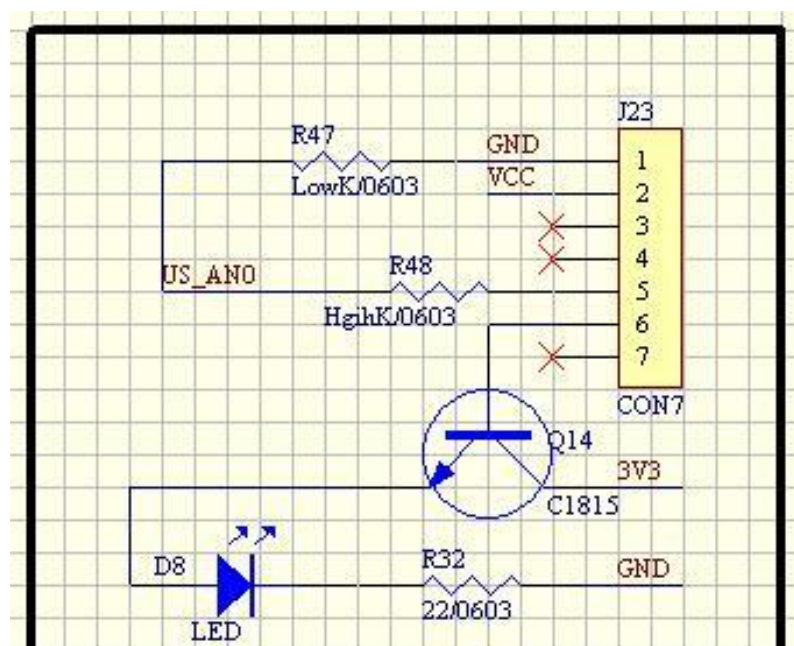 J23
R47
GND
1
LowK/0603
VCC
2
3
R48
4
US_AN0
5
HgihK/0603
6
7
CON7
Q14
3V3
C1815
D8
R32
GND
22/0603
LED